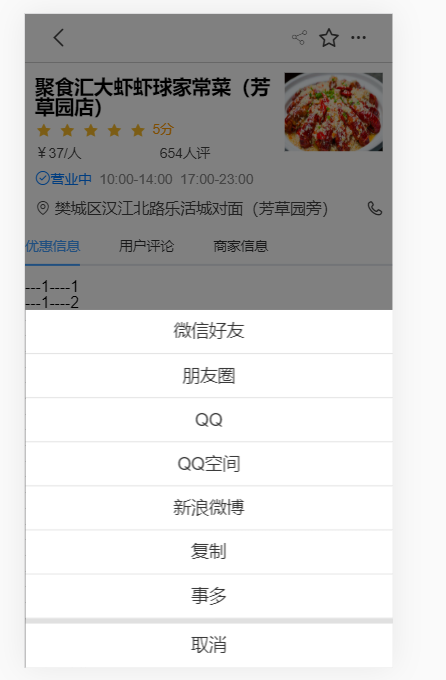 聚食汇大虾虾球家常菜（芳
草园店）
5分
￥37/人 654人评
营业中 10:00-14:00 17:00-23:00
樊城区汉江北路乐活城对面（芳草园旁）
优惠信息 用户评论 商家信息
---1----1
---1----2
微信好友
朋友圈
QQ
QQ空间
新浪微博
复制
事多
取消